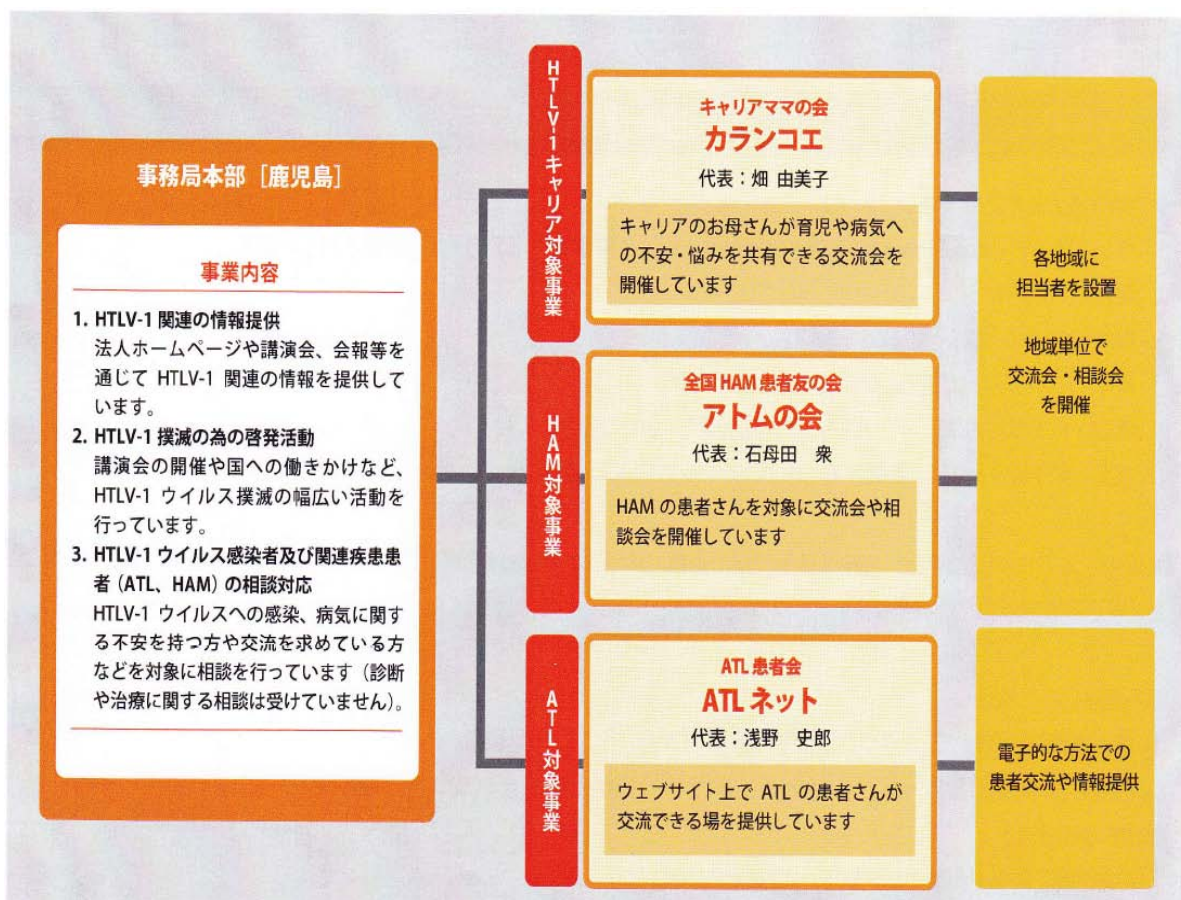 事務局本部［鹿児島］
事業内容
1. HTLV-1 関連の情報提供
法人ホームページや講演会、会報等を
通じて HTLV-1 関連の情報を提供して
います。
2. HTLV-1 撲滅の為の啓発活動
講演会の開催や国への働きかけなど、
HTLV-1 ウイルス撲滅の幅広い活動を
行っています。
3. HTLV-1 ウイルス感染者及び関連疾患患
者（ATL、HAM）の相談対応
HTLV-1 ウイルスへの感染、病気に関す
る不安を持つ方や交流を求めている方
などを対象に相談を行っています（診断
や治療に関する相談は受けていません）。
HTLV-1キャリア対象事業
キャリアママの会
カランコエ
代表：畑 由美子
キャリアのお母さんが育児や病気へ
の不安・悩みを共有できる交流会を
開催しています
HAM対象事業
全国 HAM 患者友の会
アトムの会
代表：石母田 衆
HAM の患者さんを対象に交流会や相
談会を開催しています
各地域に
担当者を設置
地域単位で
交流会・相談会
を開催
ATL対象事業
ATL 患者会
ATL ネット
代表：浅野 史郎
ウェブサイト上で ATL の患者さんが
交流できる場を提供しています
電子的な方法での
患者交流や情報提供